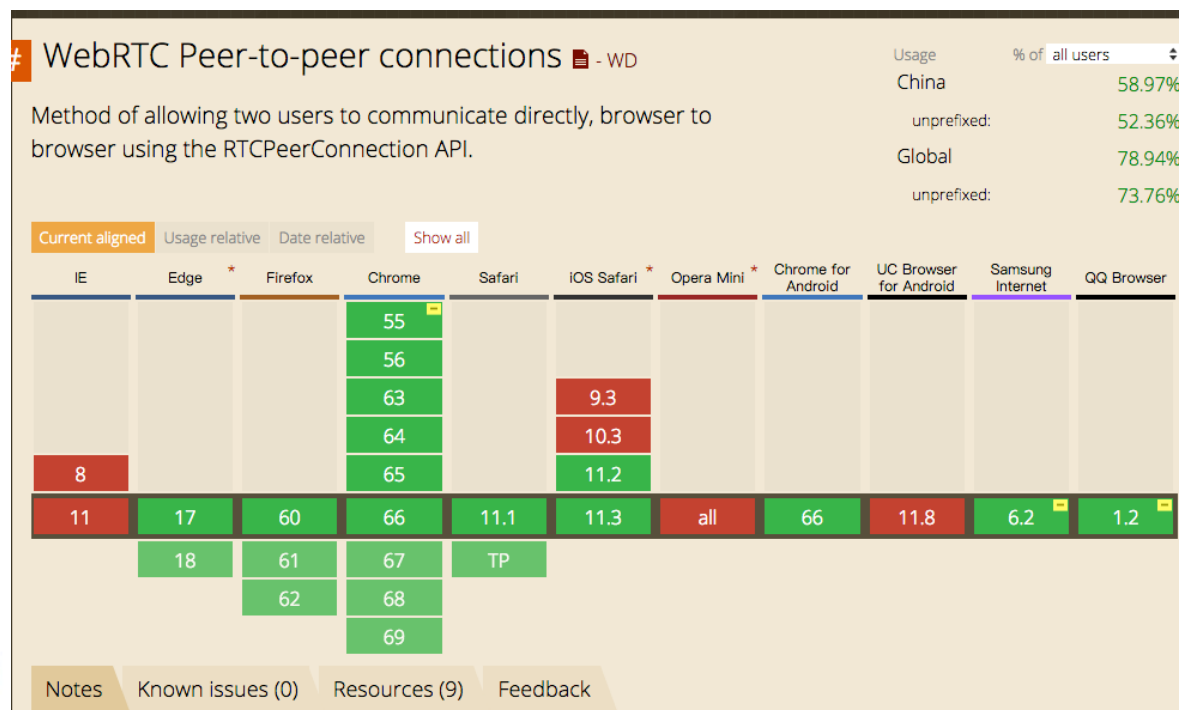 # WebRTC Peer-to-peer connections - WD
Usage % of all users
China 58.97%
unprefixed: 52.36%
Global 78.94%
unprefixed: 73.76%
Method of allowing two users to communicate directly, browser to
browser using the RTCPeerConnection API.
Current aligned Usage relative Date relative Show all
IE Edge * Firefox Chrome Safari iOS Safari * Opera Mini * Chrome for Android UC Browser for Android Samsung Internet QQ Browser
55 -
56
63 9.3
64 10.3
8 65 11.2
11 17 60 66 11.1 11.3 all 66 11.8 6.2 - 1.2 -
18 61 67 TP
62 68
69
Notes Known issues (0) Resources (9) Feedback